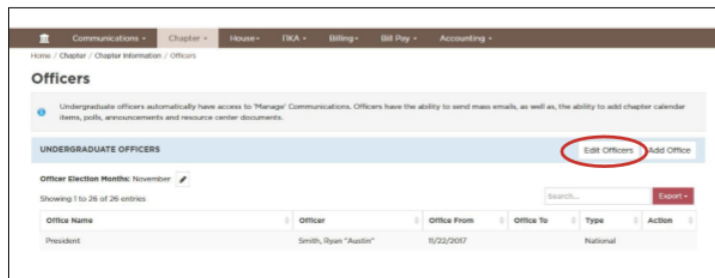 Communications Chapter House ПКА Billing Bill Pay Accounting
Home / Chapter / Chapter Information / Officers
Officers
Undergraduate officers automatically have access to 'Manage' Communications. Officers have the ability to send mass emails, as well as, the ability to add chapter calendar
items, polls, announcements and resource center documents.
UNDERGRADUATE OFFICERS Edit Officers Add Office
Officer Election Months: November
Showing 1 to 26 of 26 entries Search... Export
Office Name Officer Office From Office To Type Action
President Smith, Ryan "Austin" 11/22/2017 National